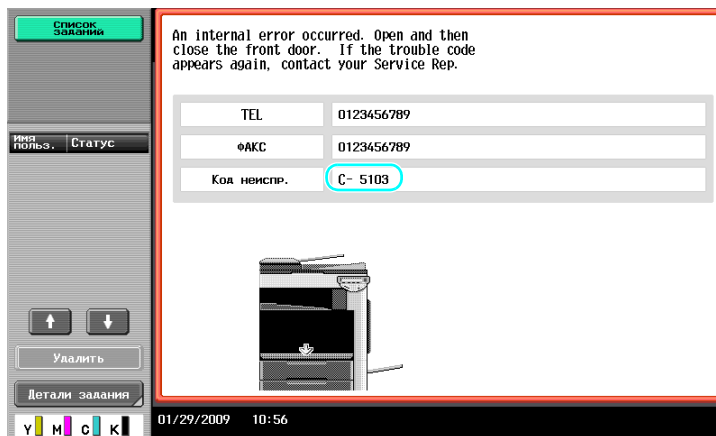 Список
заданий
An internal error occurred. Open and then
close the front door. If the trouble code
appears again, contact your Service Rep.
TEL 0123456789
ФАКС 0123456789
Код неиспр. C- 5103
Имя
польз. Статус
Удалить
Детали задания
Y M C K
01/29/2009 10:56